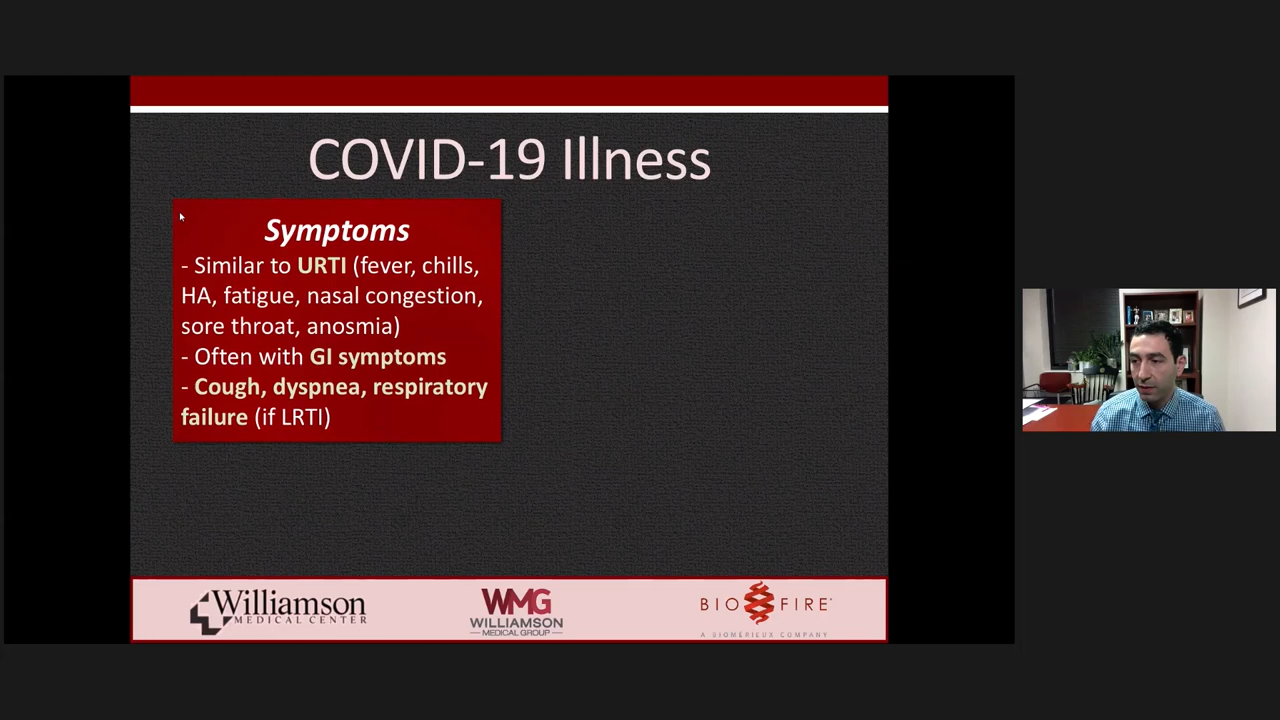 COVID-19 Illness
Symptoms
- Similar to URTI (fever, chills,
HA, fatigue, nasal congestion,
sore throat, anosmia)
- Often with GI symptoms
- Cough, dyspnea, respiratory
failure (if LRTI)
Williamson
MEDICAL CENTER
WMG
WILLIAMSON
MEDICAL GROUP
BIOFIRE
A BIOMÉRIEUX COMPANY